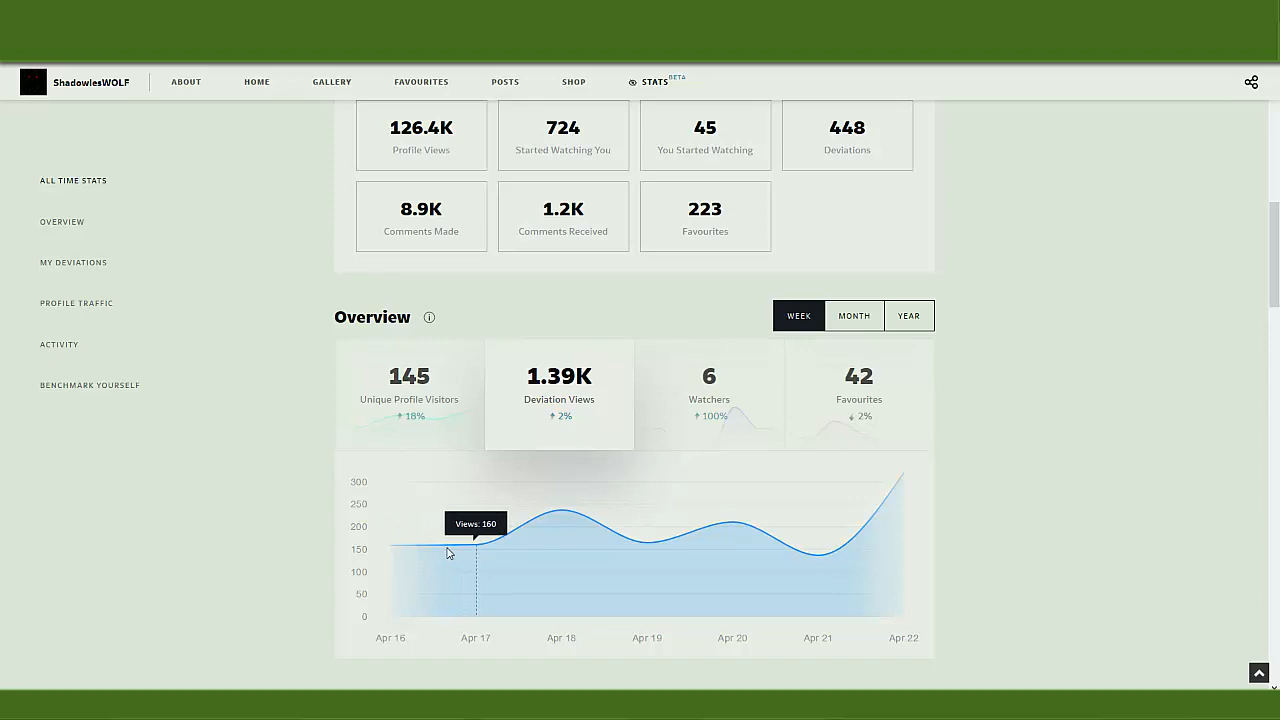 ShadowlesWOLF ABOUT HOME GALLERY FAVOURITES POSTS SHOP STATS BETA
126.4K 724 45 448
Profile Views Started Watching You You Started Watching Deviations
ALL TIME STATS
8.9K 1.2K 223
Comments Made Comments Received Favourites
OVERVIEW
MY DEVIATIONS
PROFILE TRAFFIC
ACTIVITY
BENCHMARK YOURSELF
Overview WEEK MONTH YEAR
145 1.39K 6 42
Unique Profile Visitors Deviation Views Watchers Favourites
18% 2% 100% 2%
300
250
Views: 160
200
150
100
50
0
Apr 16 Apr 17 Apr 18 Apr 19 Apr 20 Apr 21 Apr 22